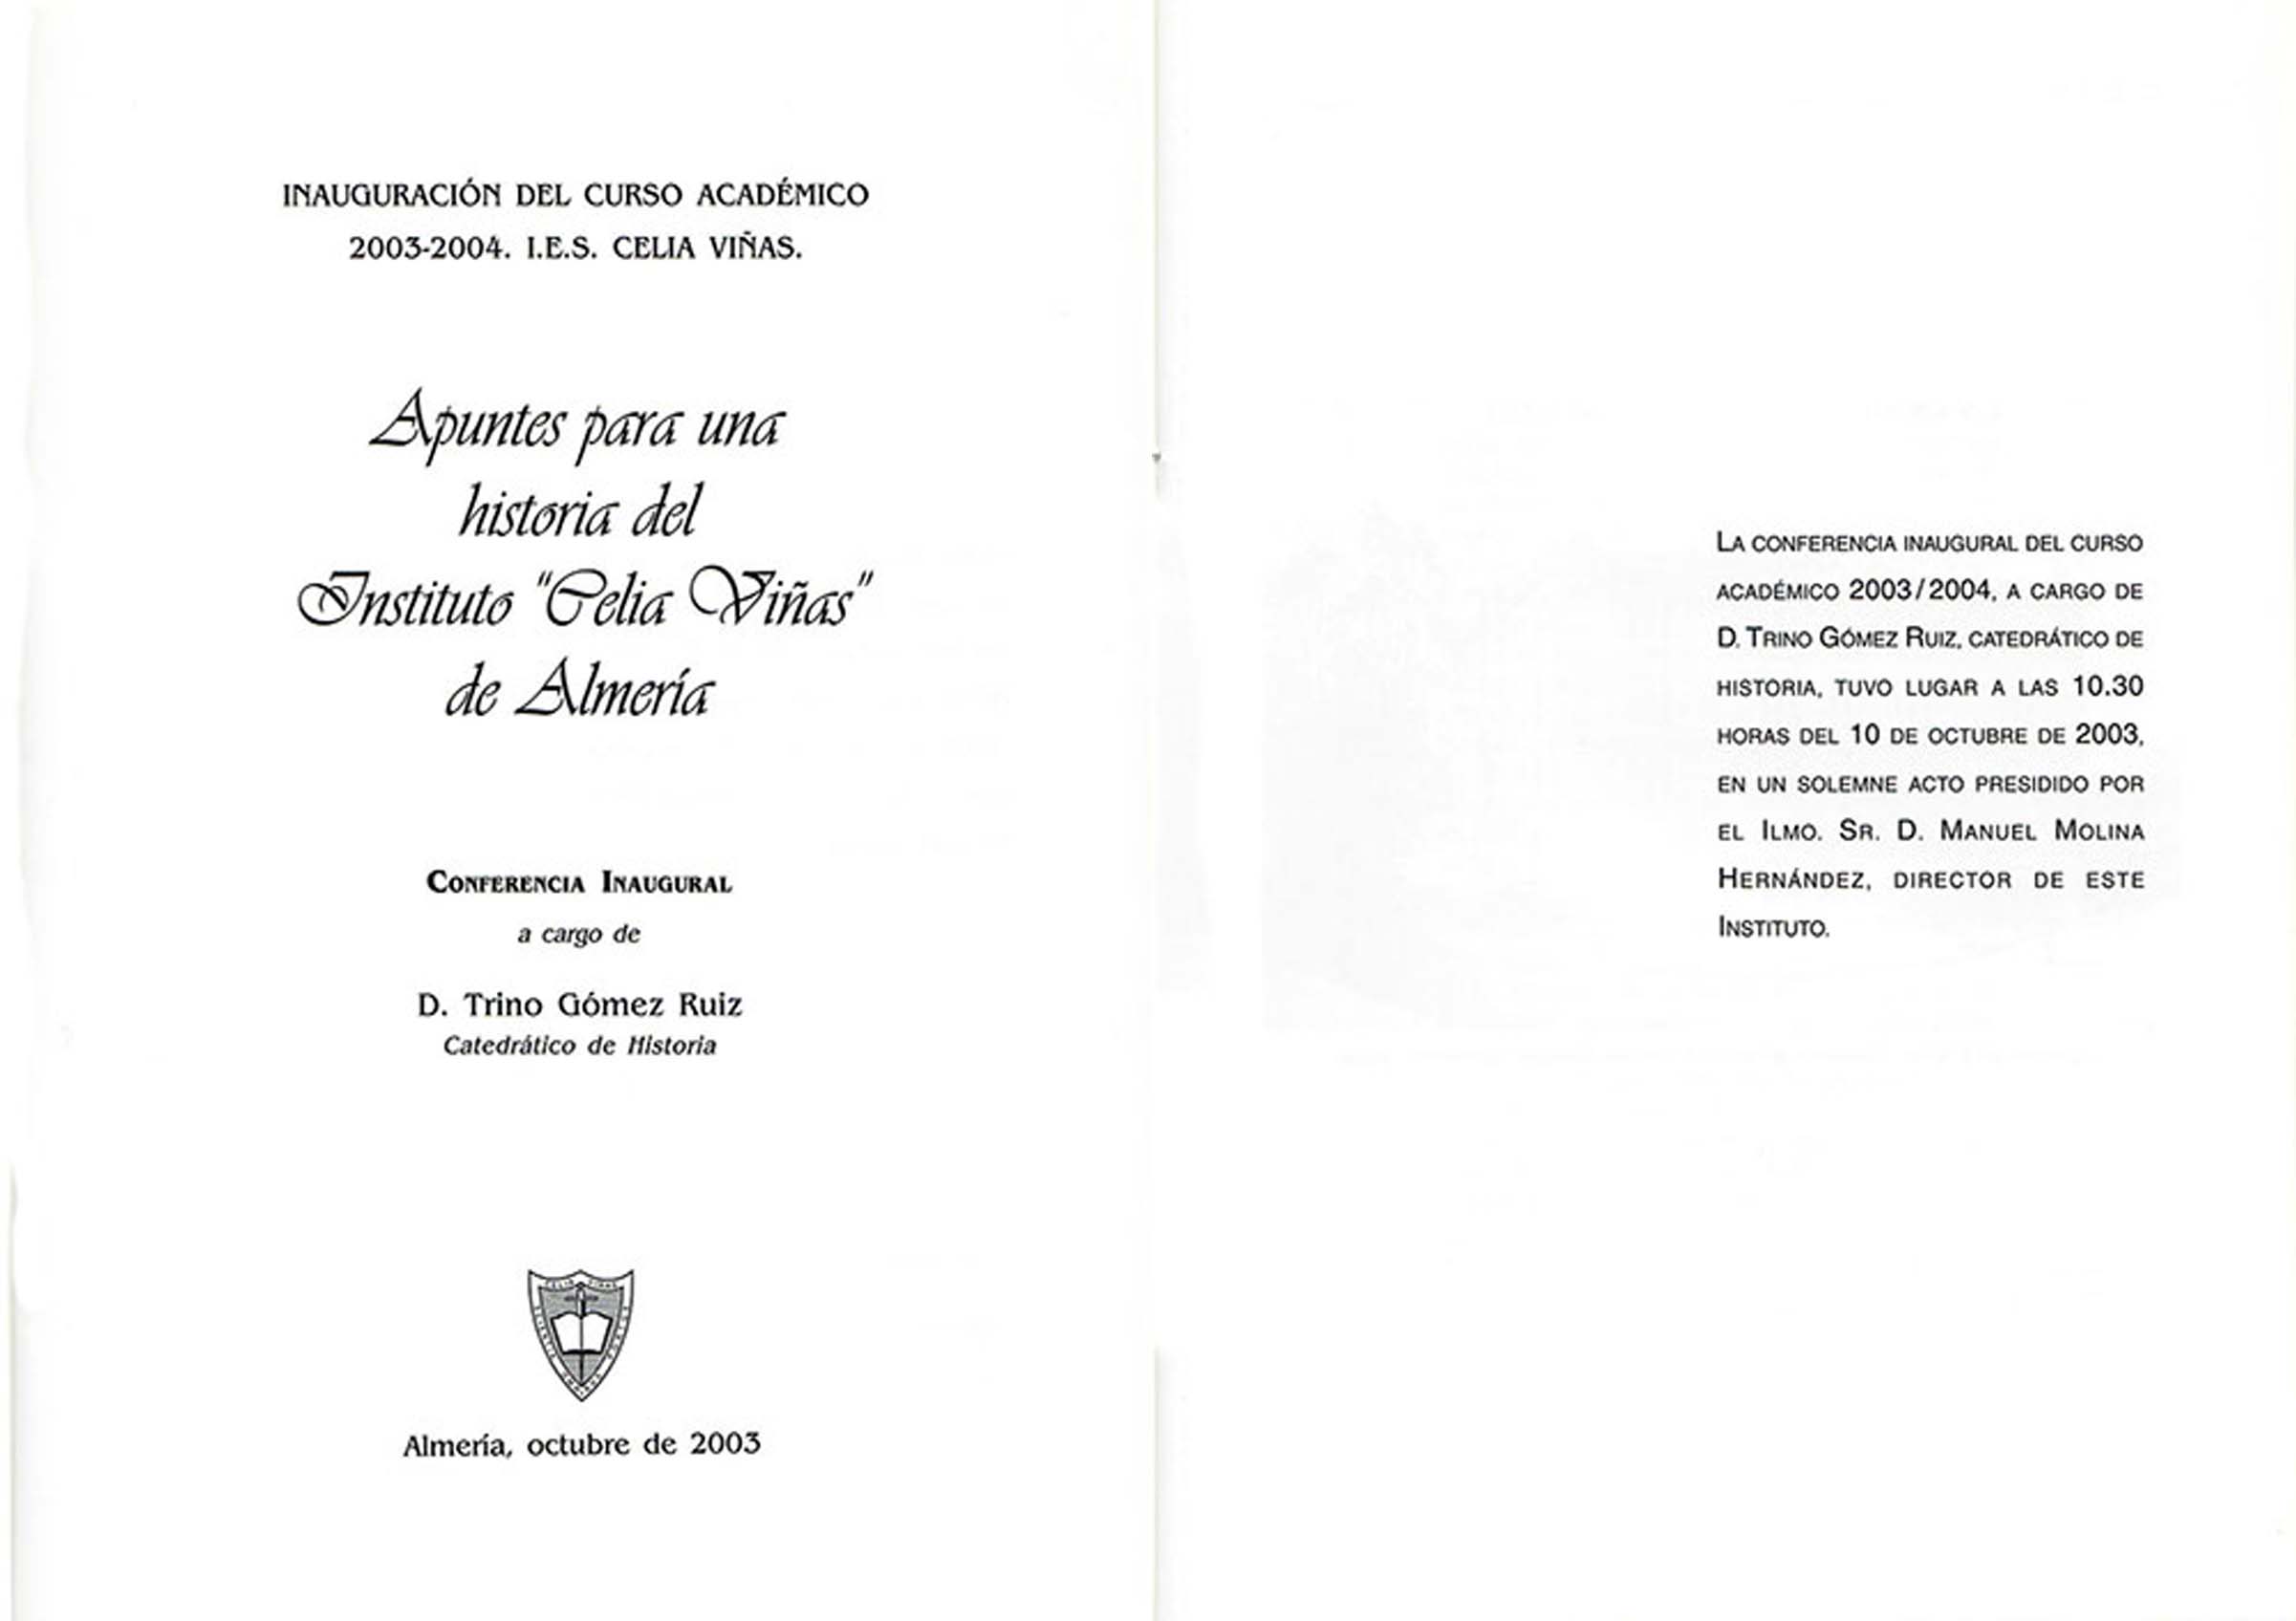 INAUGURACIÓN DEL CURSO ACADÉMICO
2003-2004. I.E.S. CELIA VIÑAS.
Apuntes para una
historia del
Instituto "Celia Viñas"
de Almería
CONFERENCIA INAUGURAL
a cargo de
D. Trino Gómez Ruiz
Catedrático de Historia
CELIA VIÑAS
Almería, octubre de 2003
LA CONFERENCIA INAUGURAL DEL CURSO
ACADÉMICO 2003/2004, A CARGO DE
D. TRINO GÓMEZ RUIZ, CATEDRÁTICO DE
HISTORIA, TUVO LUGAR A LAS 10.30
HORAS DEL 10 DE OCTUBRE DE 2003,
EN UN SOLEMNE ACTO PRESIDIDO POR
EL ILMO. SR. D. MANUEL MOLINA
HERNÁNDEZ, DIRECTOR DE ESTE
INSTITUTO.